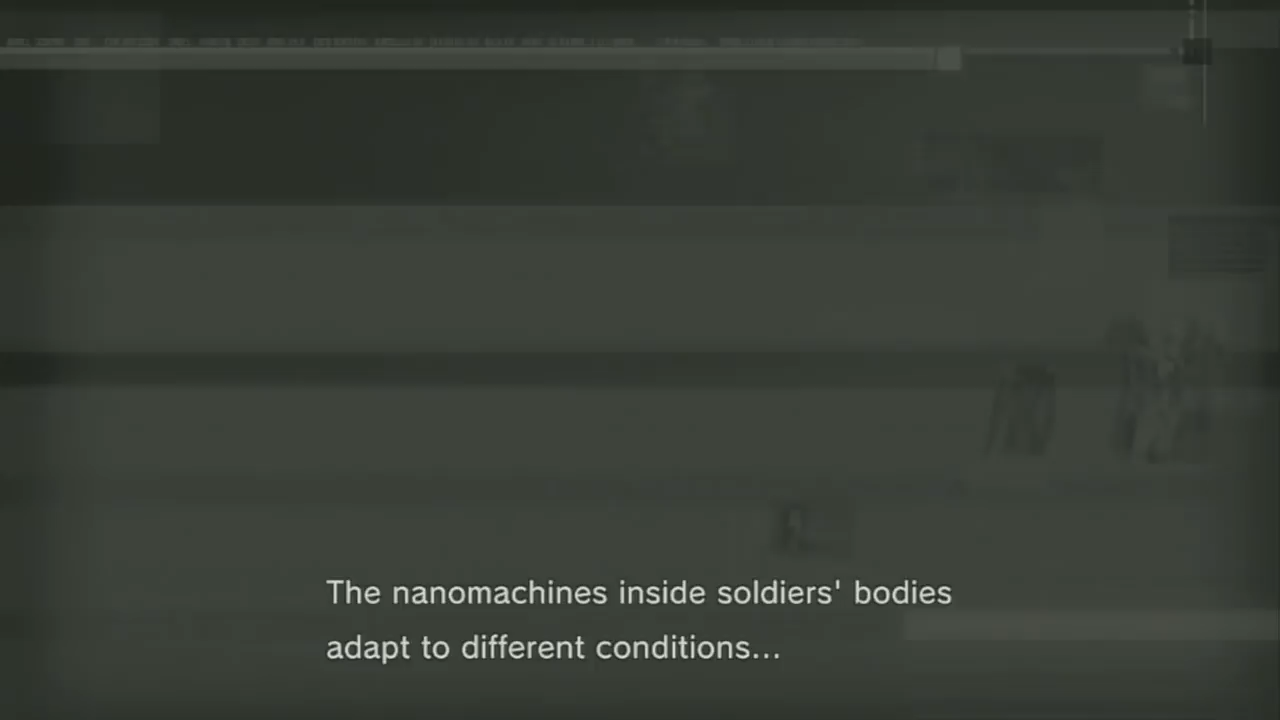 The nanomachines inside soldiers' bodies
adapt to different conditions...